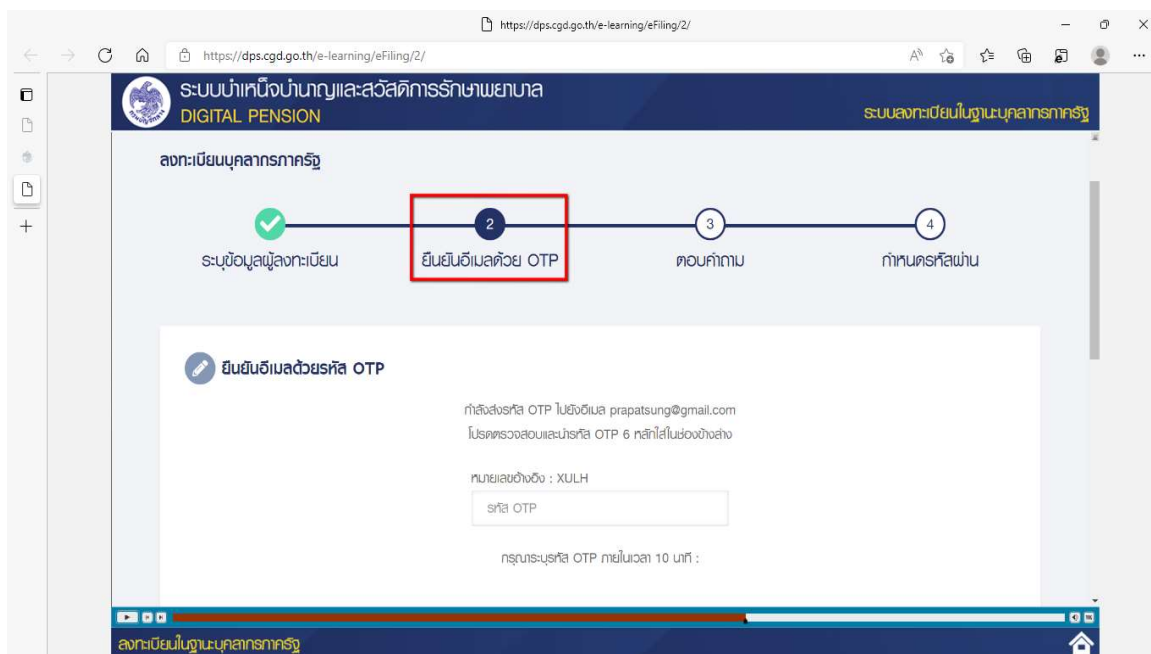 https://dps.cgd.go.th/e-learning/eFiling/2/
https://dps.cgd.go.th/e-learning/eFiling/2/
ระบบบำเหน็จบำนาญและสวัสดิการรักษาพยาบาล
DIGITAL PENSION
ระบบลงทะเบียนในฐานะบุคลากรภาครัฐ
ลงทะเบียนบุคลากรภาครัฐ
2
3
4
ระบุข้อมูลผู้ลงทะเบียน
ยืนยันอีเมลด้วย OTP
ตอบคำถาม
กำหนดรหัสผ่าน
ยืนยันอีเมลด้วยรหัส OTP
กำลังส่งรหัส OTP ไปยังอีเมล prapatsung@gmail.com
โปรดตรวจสอบและนำรหัส OTP 6 หลักใส่ในช่องข้างล่าง
หมายเลขอ้างอิง : XULH
รหัส OTP
กรุณาระบุรหัส OTP ภายในเวลา 10 นาที :
ลงทะเบียนในฐานะบุคลากรภาครัฐ